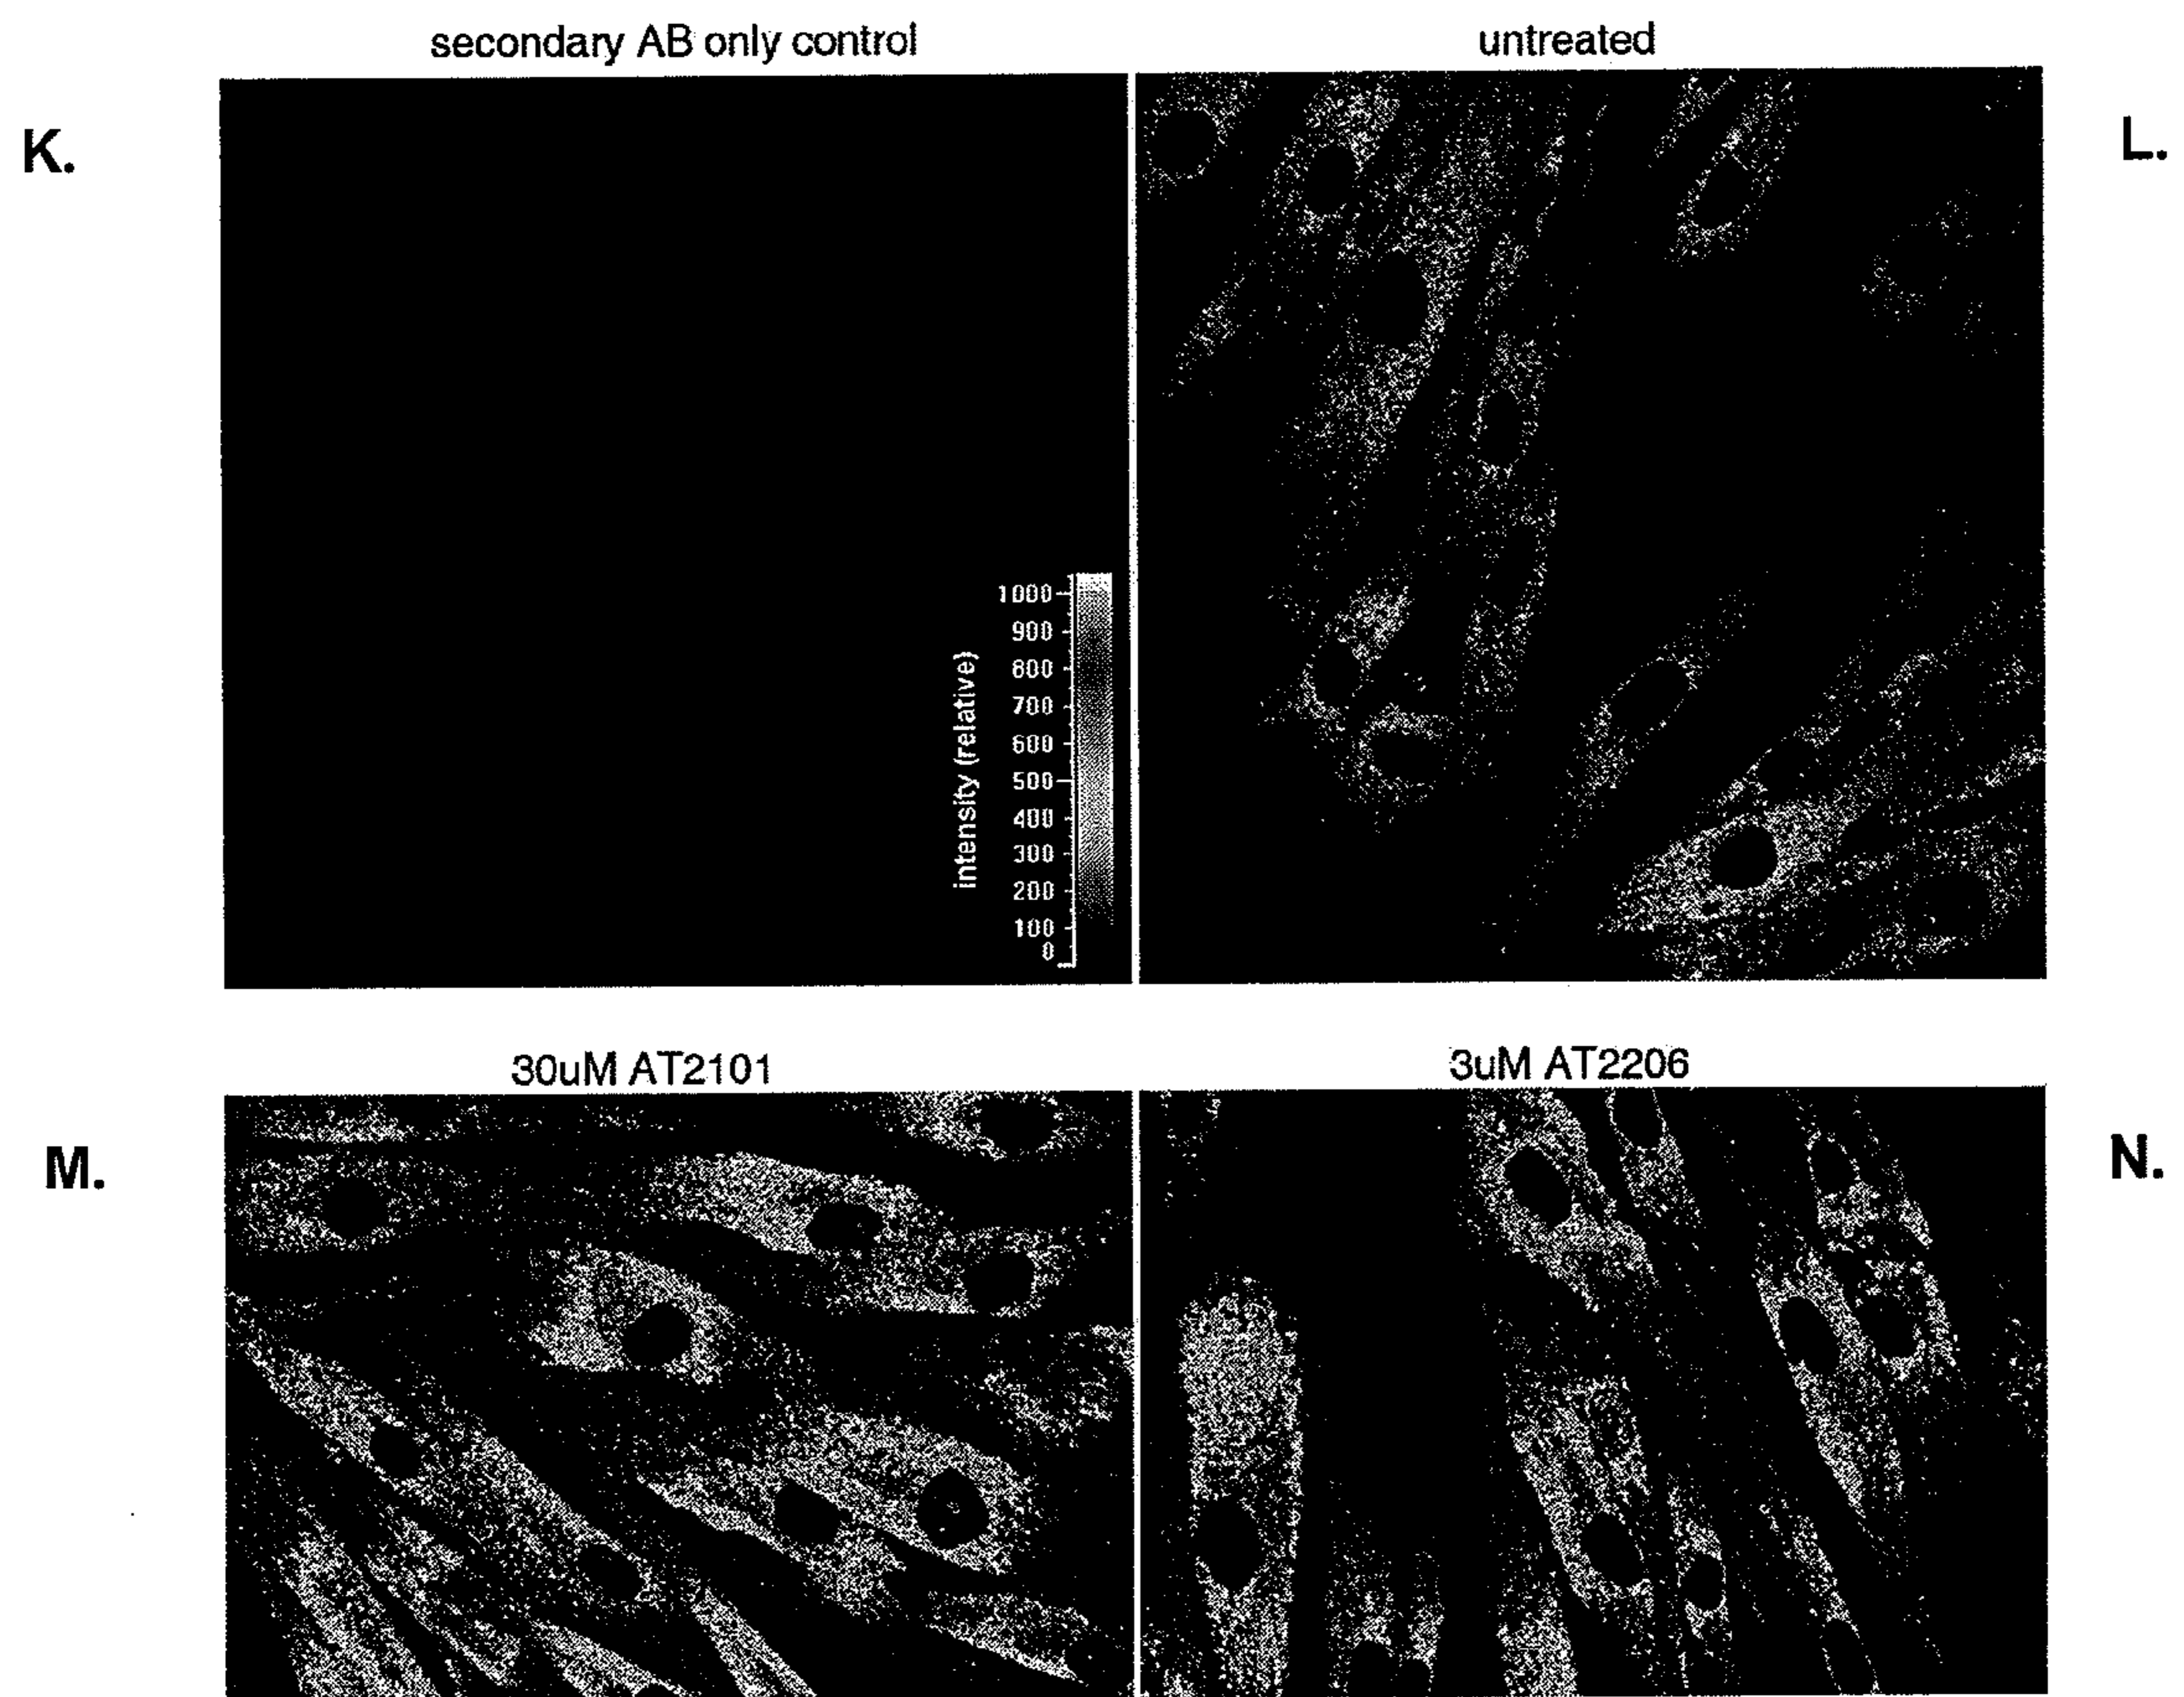 secondary AB only control
untreated
K.
L.
intensity (relative)
1000
900
800
700
600
500
400
300
200
100
0
30uM AT2101
3uM AT2206
M.
N.